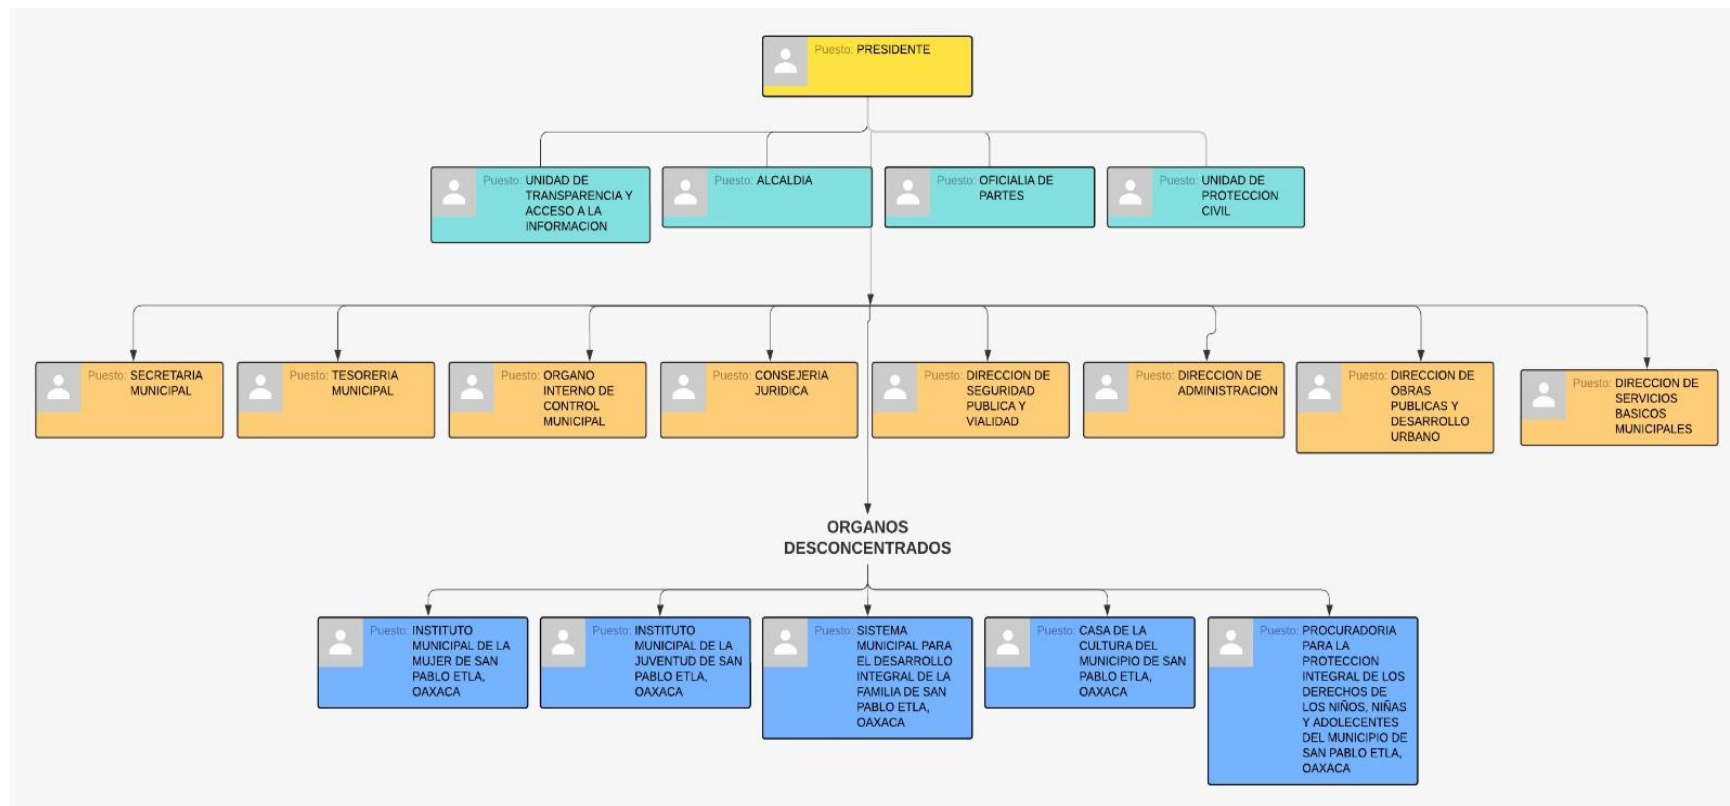 Puesto: PRESIDENTE
Puesto: UNIDAD DE
TRANSPARENCIA Y
ACCESO A LA
INFORMACION
Puesto: ALCALDIA
Puesto: OFICIALIA DE
PARTES
Puesto: UNIDAD DE
PROTECCION
CIVIL
Puesto: SECRETARIA
MUNICIPAL
Puesto: TESORERIA
MUNICIPAL
Puesto: ORGANO
INTERNO DE
CONTROL
MUNICIPAL
Puesto: CONSEJERIA
JURIDICA
Puesto: DIRECCION DE
SEGURIDAD
PUBLICA Y
VIALIDAD
Puesto: DIRECCION DE
ADMINISTRACION
Puesto: DIRECCION DE
OBRAS
PUBLICAS Y
DESARROLLO
URBANO
Puesto: DIRECCION DE
SERVICIOS
BASICOS
MUNICIPALES
ORGANOS
DESCONCENTRADOS
Puesto: INSTITUTO
MUNICIPAL DE LA
MUJER DE SAN
PABLO ETLA,
OAXACA
Puesto: INSTITUTO
MUNICIPAL DE LA
JUVENTUD DE SAN
PABLO ETLA,
OAXACA
Puesto: SISTEMA
MUNICIPAL PARA
EL DESARROLLO
INTEGRAL DE LA
FAMILIA DE SAN
PABLO ETLA,
OAXACA
Puesto: CASA DE LA
CULTURA DEL
MUNICIPIO DE SAN
PABLO ETLA,
OAXACA
Puesto: PROCURADORIA
PARA LA
PROTECCION
INTEGRAL DE LOS
DERECHOS DE
LOS NIÑOS, NIÑAS
Y ADOLECENTES
DEL MUNICIPIO DE
SAN PABLO ETLA,
OAXACA